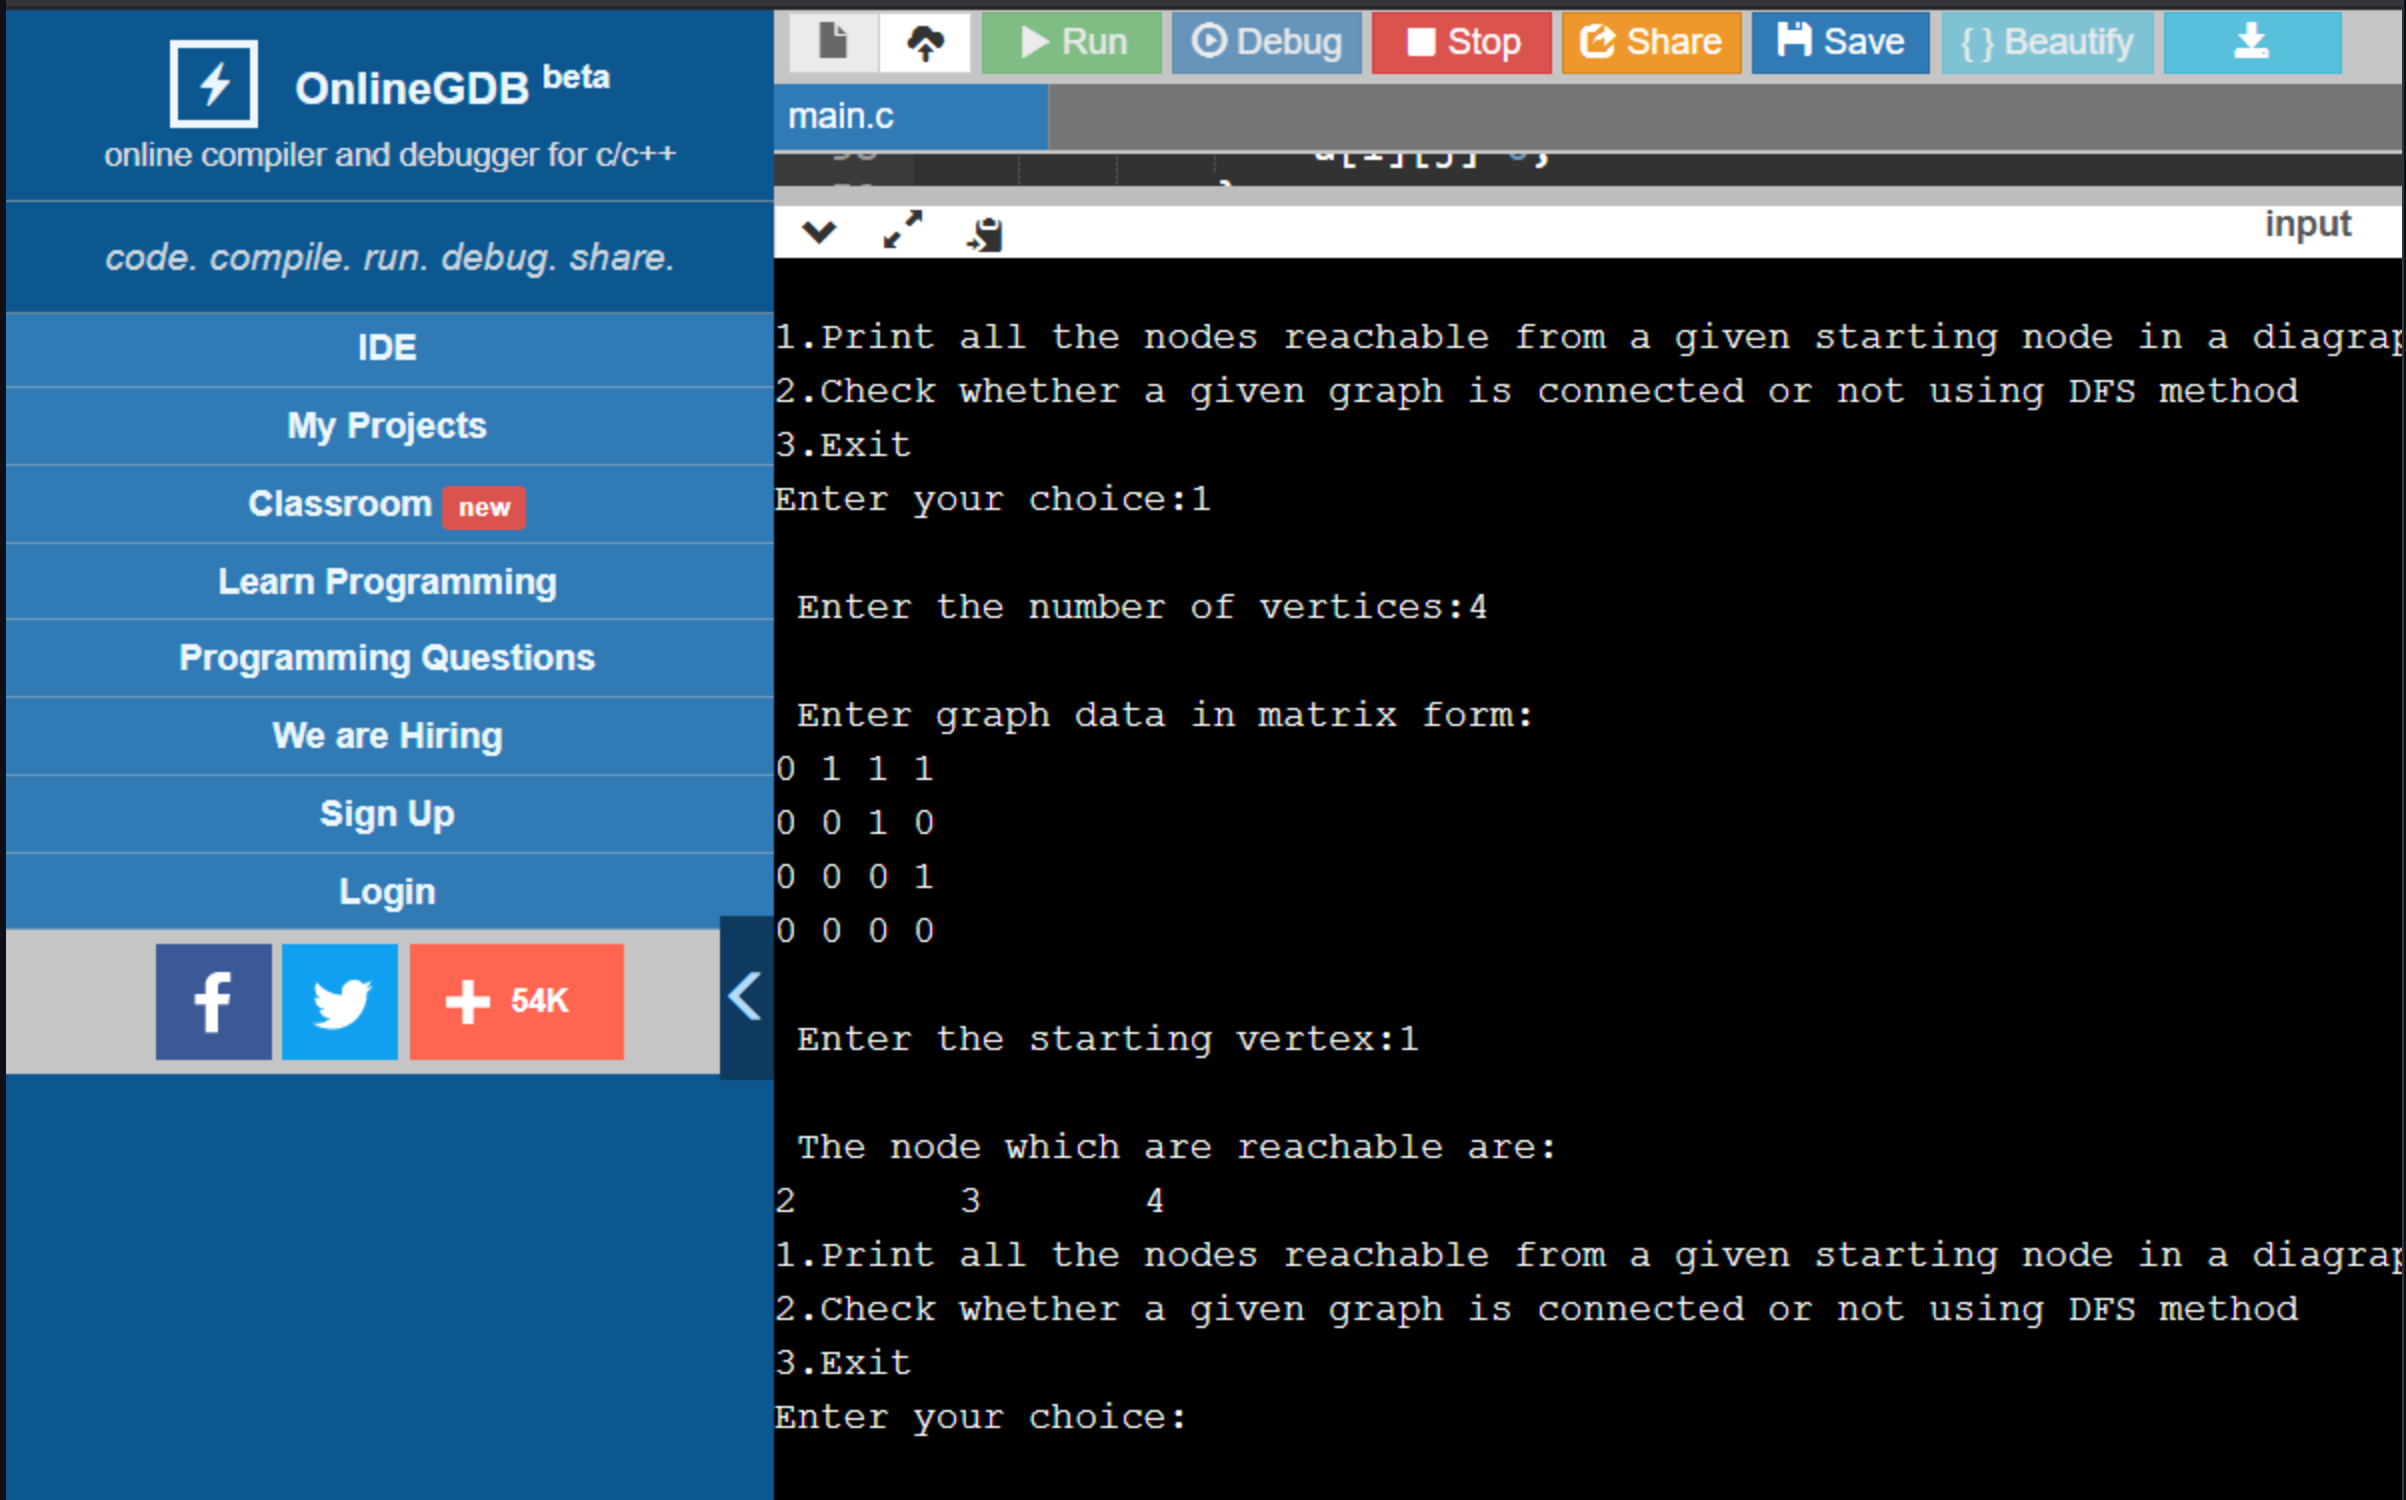 OnlineGDB beta
online compiler and debugger for c/c++
code. compile. run. debug. share.
IDE
My Projects
Classroom new
Learn Programming
Programming Questions
We are Hiring
Sign Up
Login
54K
Run Debug Stop Share Save { } Beautify
main.c
input
1.Print all the nodes reachable from a given starting node in a diagrap
2.Check whether a given graph is connected or not using DFS method
3.Exit
Enter your choice:1
Enter the number of vertices:4
Enter graph data in matrix form:
0 1 1 1
0 0 1 0
0 0 0 1
0 0 0 0
Enter the starting vertex:1
The node which are reachable are:
2 3 4
1.Print all the nodes reachable from a given starting node in a diagrap
2.Check whether a given graph is connected or not using DFS method
3.Exit
Enter your choice: